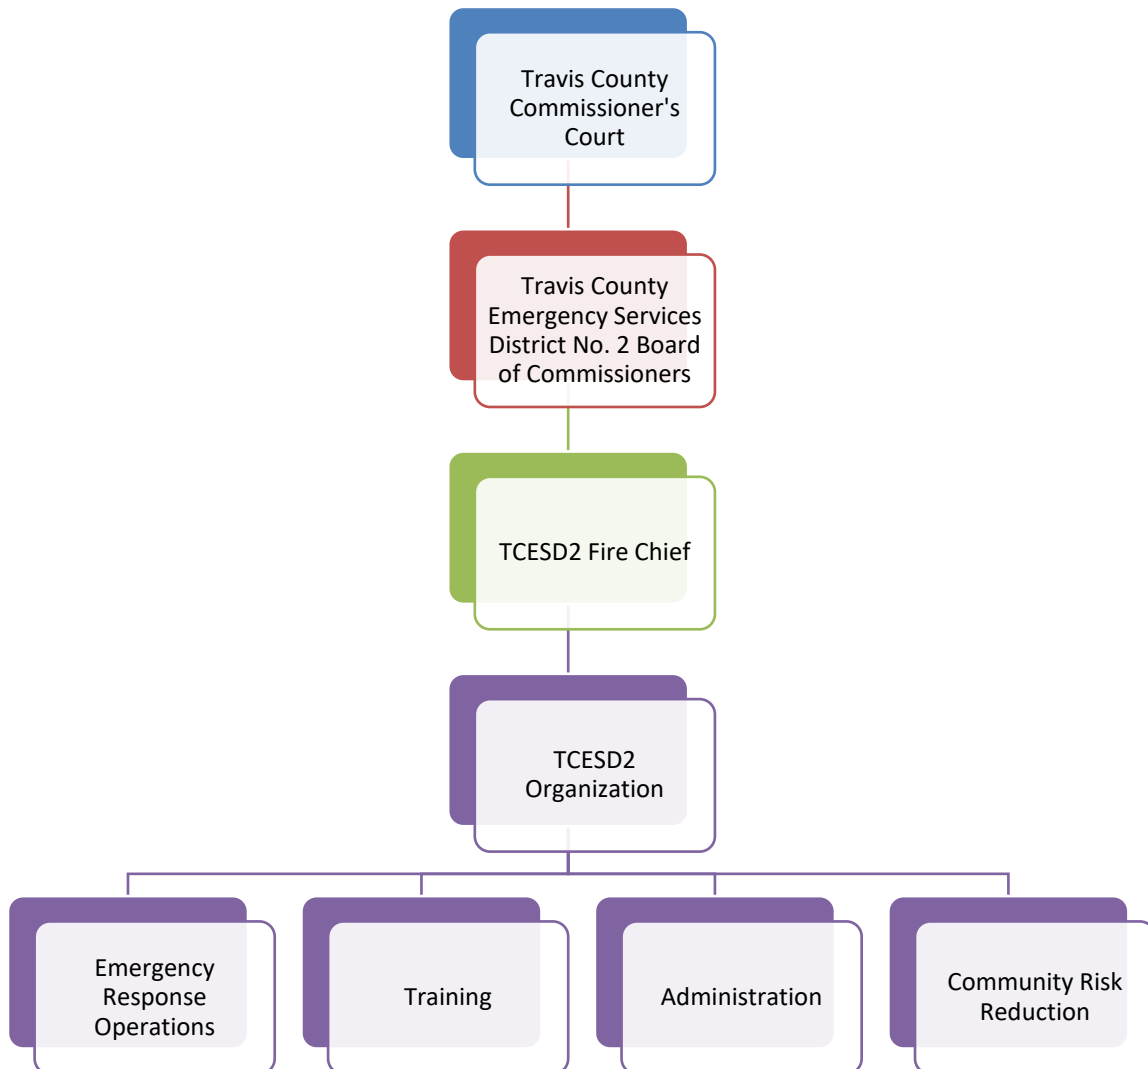 Travis County
Commissioner's
Court
Travis County
Emergency Services
District No. 2 Board
of Commissioners
TCESD2 Fire Chief
TCESD2
Organization
Emergency
Response
Operations
Training
Administration
Community Risk
Reduction